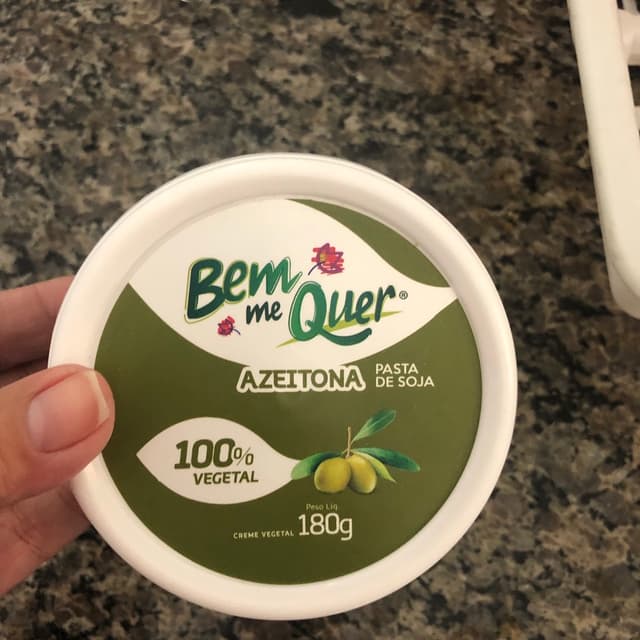 Bem
me Quer®
AZEITONA PASTA
DE SOJA
100%
VEGETAL
Peso Líq.
CREME VEGETAL 180g